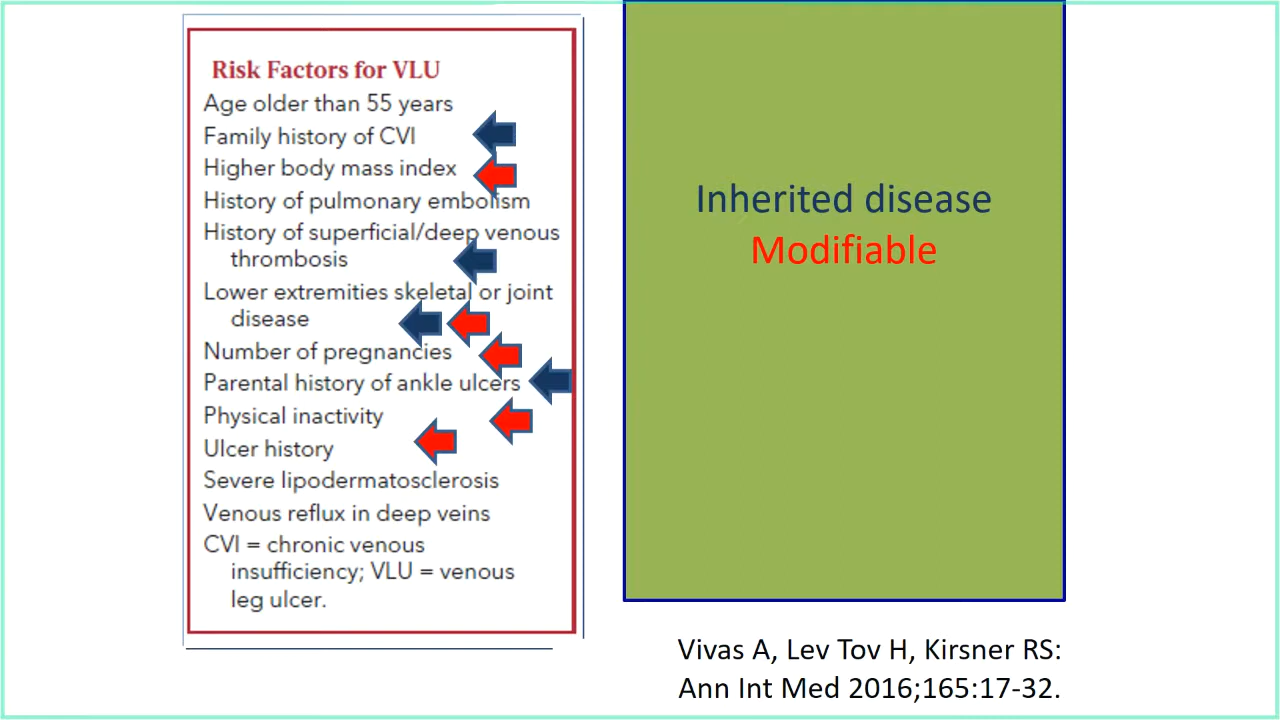 Risk Factors for VLU
Age older than 55 years
Family history of CVI
Higher body mass index
History of pulmonary embolism
History of superficial/deep venous
thrombosis
Lower extremities skeletal or joint
disease
Number of pregnancies
Parental history of ankle ulcers
Physical inactivity
Ulcer history
Severe lipodermatosclerosis
Venous reflux in deep veins
CVI = chronic venous
insufficiency; VLU = venous
leg ulcer.
Inherited disease
Modifiable
Vivas A, Lev Tov H, Kirsner RS:
Ann Int Med 2016;165:17-32.